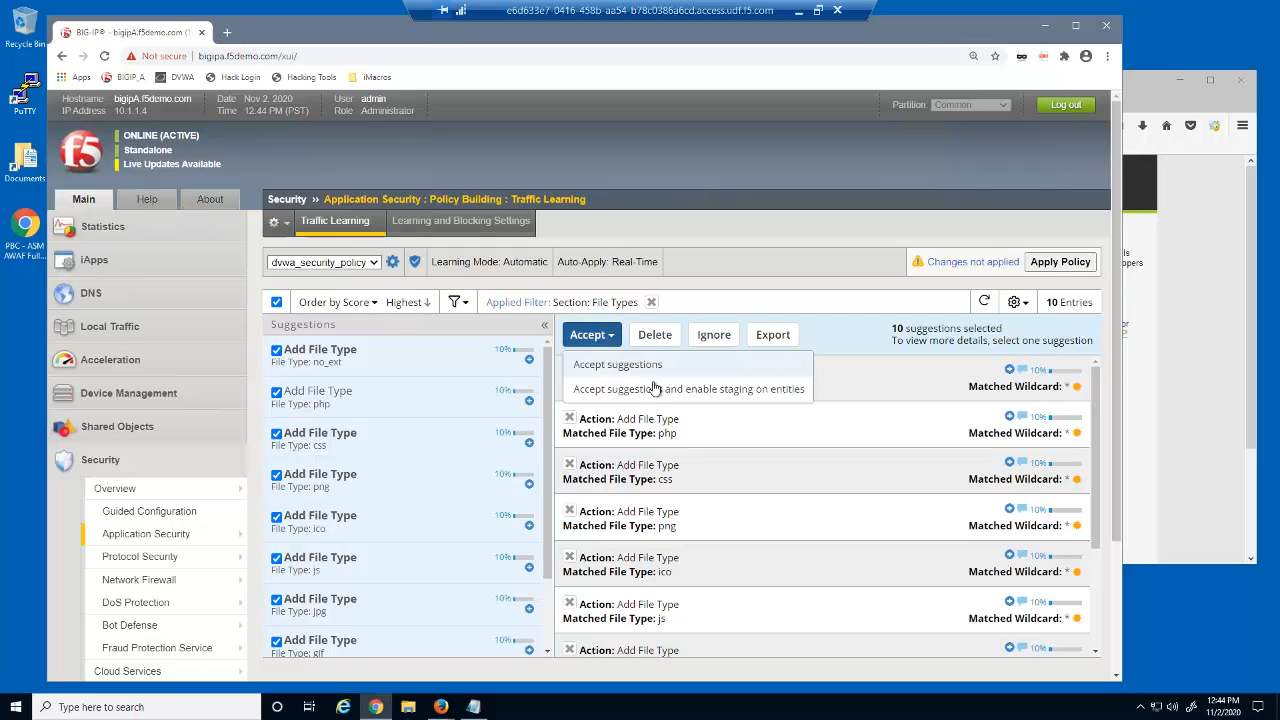 e6d633e7-0416-458b-aa54-b78c0386a6cd.access.udf.f5.com
Recycle Bin
PuTTY
Documents
PBC - ASM
AWAF Full...
BIG-IP® - bigipa.f5demo.com (1
Not secure
bigipa.f5demo.com/xui/
Apps
BIGIP_A
DVWA
Hack Login
Hacking Tools
iMacros
Hostname bigipA.f5demo.com
IP Address 10.1.1.4
Date Nov 2, 2020
Time 12:44 PM (PST)
User admin
Role Administrator
Partition: Common
Log out
f5
ONLINE (ACTIVE)
Standalone
Live Updates Available
Main
Help
About
Security » Application Security : Policy Building : Traffic Learning
Traffic Learning
Learning and Blocking Settings
Statistics
iApps
DNS
Local Traffic
Acceleration
Device Management
Shared Objects
Security
Overview
Guided Configuration
Application Security
Protocol Security
Network Firewall
DoS Protection
Bot Defense
Fraud Protection Service
Cloud Services
dvwa_security_policy
Learning Mode: Automatic
Auto-Apply: Real-Time
Changes not applied
Apply Policy
Order by Score
Highest
Applied Filter: Section: File Types
10 Entries
Suggestions
«
Add File Type 10%
File Type: no_ext
Add File Type 10%
File Type: php
Add File Type 10%
File Type: css
Add File Type 10%
File Type: png
Add File Type 10%
File Type: ico
Add File Type 10%
File Type: js
Add File Type 10%
File Type: jpg
Add File Type 10%
File Type: gif
Accept
Delete
Ignore
Export
10 suggestions selected
To view more details, select one suggestion
Accept suggestions
Accept suggestions and enable staging on entities
10%
Matched Wildcard: *
Action: Add File Type 10%
Matched File Type: php Matched Wildcard: *
Action: Add File Type 10%
Matched File Type: css Matched Wildcard: *
Action: Add File Type 10%
Matched File Type: png Matched Wildcard: *
Action: Add File Type 10%
Matched File Type: ico Matched Wildcard: *
Action: Add File Type 10%
Matched File Type: js Matched Wildcard: *
Action: Add File Type 10%
Type here to search
12:44 PM
11/2/2020